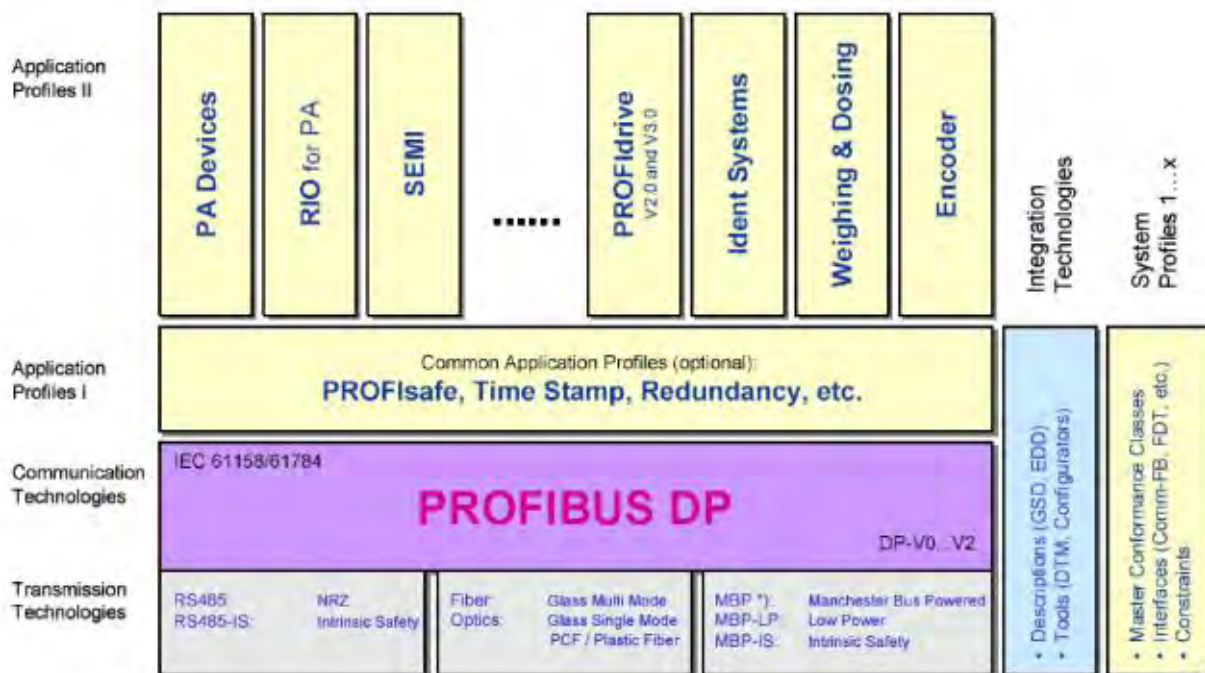 Application
Profiles II
PA Devices
RIO for PA
SEMI
......
PROFIdrive
V2.0 and V3.0
Ident Systems
Weighing & Dosing
Encoder
Integration
Technologies
System
Profiles 1...x
Application
Profiles I
Common Application Profiles (optional):
PROFIsafe, Time Stamp, Redundancy, etc.
Communication
Technologies
IEC 61158/61784
PROFIBUS DP
DP-V0...V2
Transmission
Technologies
RS485: NRZ
RS485-IS: Intrinsic Safety
Fiber: Glass Multi Mode
Optics: Glass Single Mode
PCF / Plastic Fiber
MBP *): Manchester Bus Powered
MBP-LP: Low Power
MBP-IS: Intrinsic Safety
• Descriptions (GSD, EDD)
• Tools (DTM, Configurators)
• Master Conformance Classes
• Interfaces (Comm-FB, FDT, etc.)
• Constraints